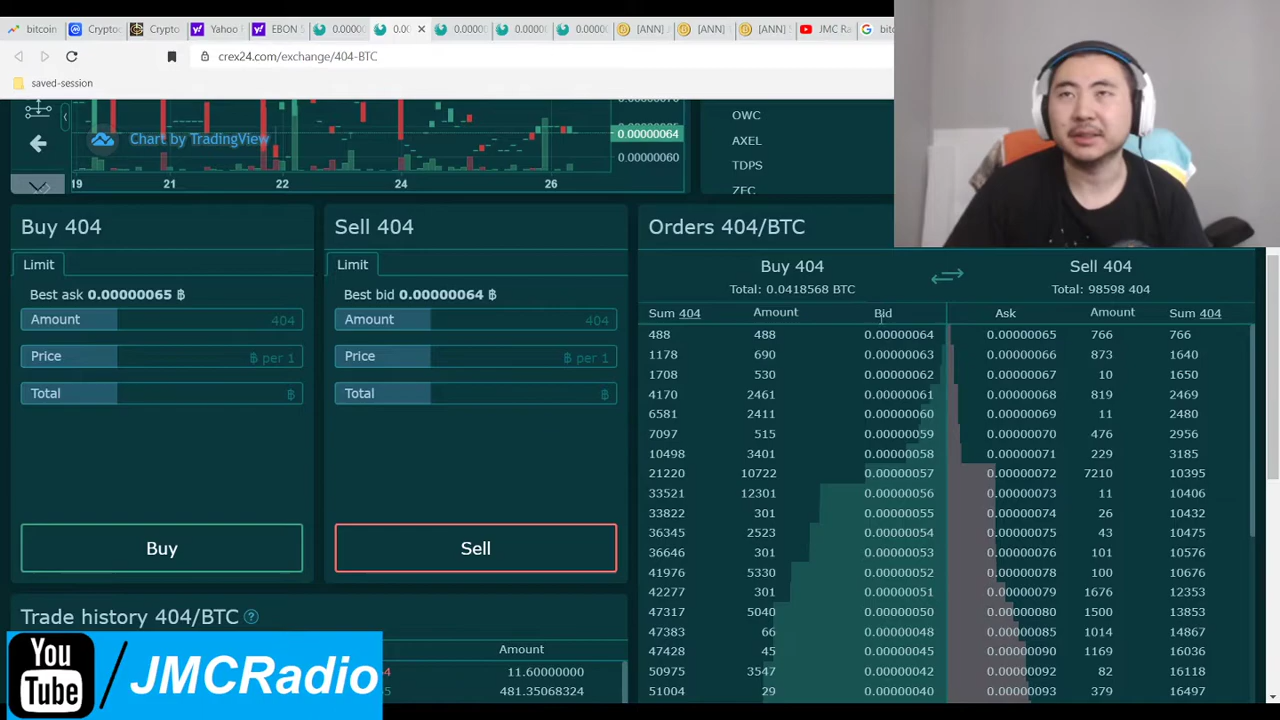 bitcoin
Cryptoc
Crypto
Yahoo F
EBON S
0.0000
0.00
0.0000
0.0000
0.0000
[ANN] J
[ANN]
[ANN]
JMC Ra
bit
crex24.com/exchange/404-BTC
saved-session
Chart by TradingView
0.00000064
0.00000060
19 21 22 24 26
OWC
AXEL
TDPS
ZEC
Buy 404
Limit
Best ask 0.00000065 ฿
Amount 404
Price ฿ per 1
Total ฿
Buy
Sell 404
Limit
Best bid 0.00000064 ฿
Amount 404
Price ฿ per 1
Total ฿
Sell
Orders 404/BTC
Buy 404 Sell 404
Total: 0.0418568 BTC Total: 98598 404
Sum 404 Amount Bid Ask Amount Sum 404
488 488 0.00000064 0.00000065 766 766
1178 690 0.00000063 0.00000066 873 1640
1708 530 0.00000062 0.00000067 10 1650
4170 2461 0.00000061 0.00000068 819 2469
6581 2411 0.00000060 0.00000069 11 2480
7097 515 0.00000059 0.00000070 476 2956
10498 3401 0.00000058 0.00000071 229 3185
21220 10722 0.00000057 0.00000072 7210 10395
33521 12301 0.00000056 0.00000073 11 10406
33822 301 0.00000055 0.00000074 26 10432
36345 2523 0.00000054 0.00000075 43 10475
36646 301 0.00000053 0.00000076 101 10576
41976 5330 0.00000052 0.00000078 100 10676
42277 301 0.00000051 0.00000079 1676 12353
47317 5040 0.00000050 0.00000080 1500 13853
47383 66 0.00000048 0.00000085 1014 14867
47428 45 0.00000045 0.00000090 1169 16036
50975 3547 0.00000042 0.00000092 82 16118
51004 29 0.00000040 0.00000093 379 16497
Trade history 404/BTC ?
Amount
4 11.60000000
5 481.35068324
You
Tube
/JMCRadio